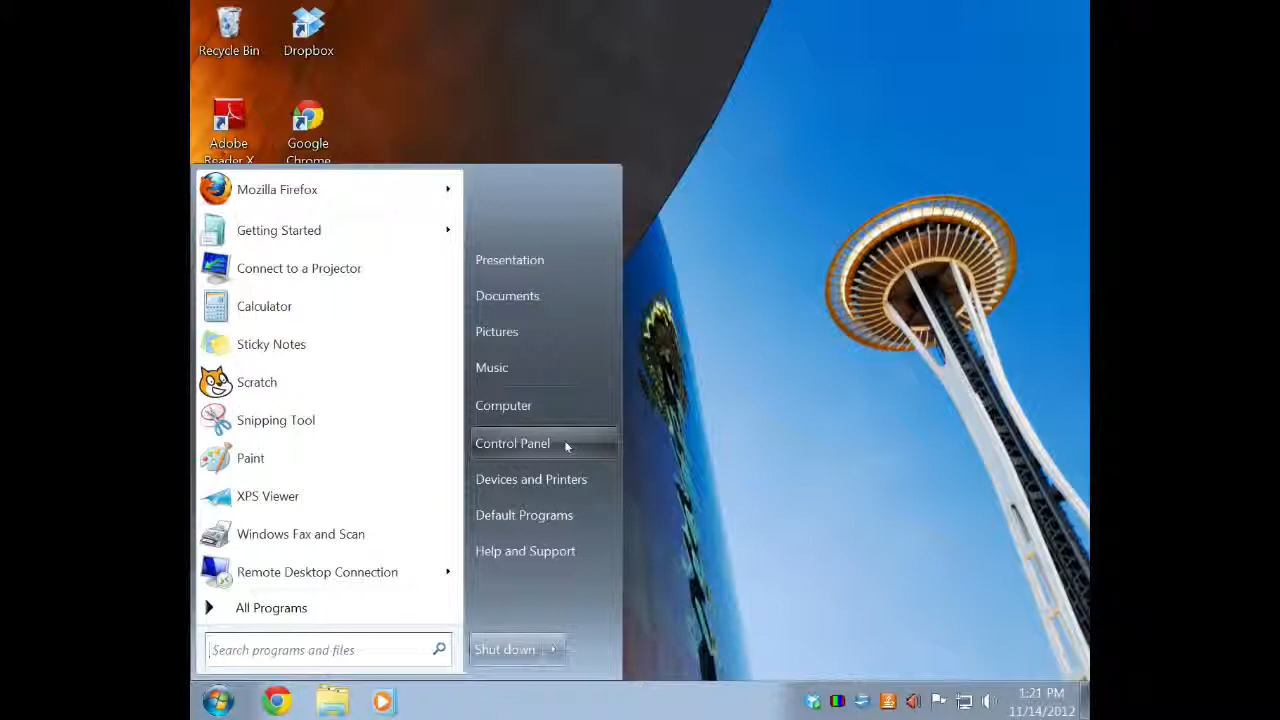 Recycle Bin
Dropbox
Adobe
Reader X
Google
Chrome
Mozilla Firefox
Getting Started
Connect to a Projector
Calculator
Sticky Notes
Scratch
Snipping Tool
Paint
XPS Viewer
Windows Fax and Scan
Remote Desktop Connection
All Programs
Search programs and files
Presentation
Documents
Pictures
Music
Computer
Control Panel
Devices and Printers
Default Programs
Help and Support
Shut down
1:21 PM
11/14/2012